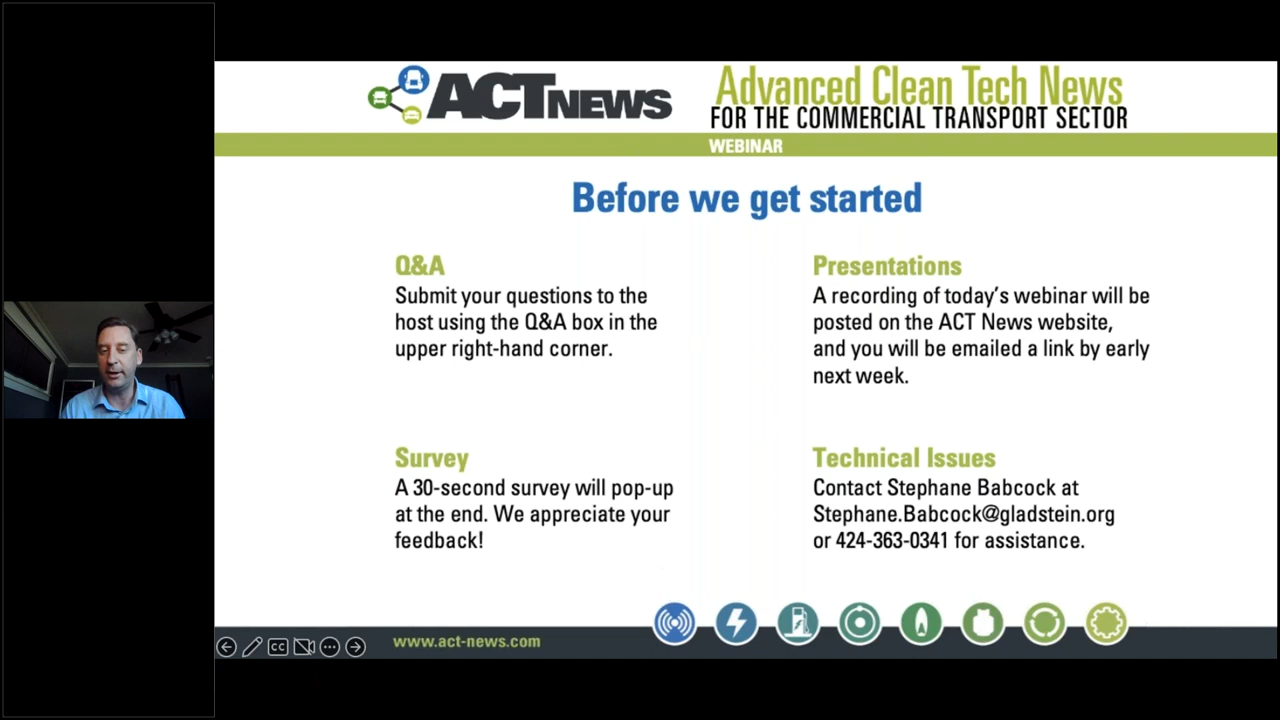 ACT NEWS
Advanced Clean Tech News
FOR THE COMMERCIAL TRANSPORT SECTOR
WEBINAR
Before we get started
Q&A
Submit your questions to the
host using the Q&A box in the
upper right-hand corner.
Presentations
A recording of today's webinar will be
posted on the ACT News website,
and you will be emailed a link by early
next week.
Survey
A 30-second survey will pop-up
at the end. We appreciate your
feedback!
Technical Issues
Contact Stephane Babcock at
Stephane.Babcock@gladstein.org
or 424-363-0341 for assistance.
CC
www.act-news.com